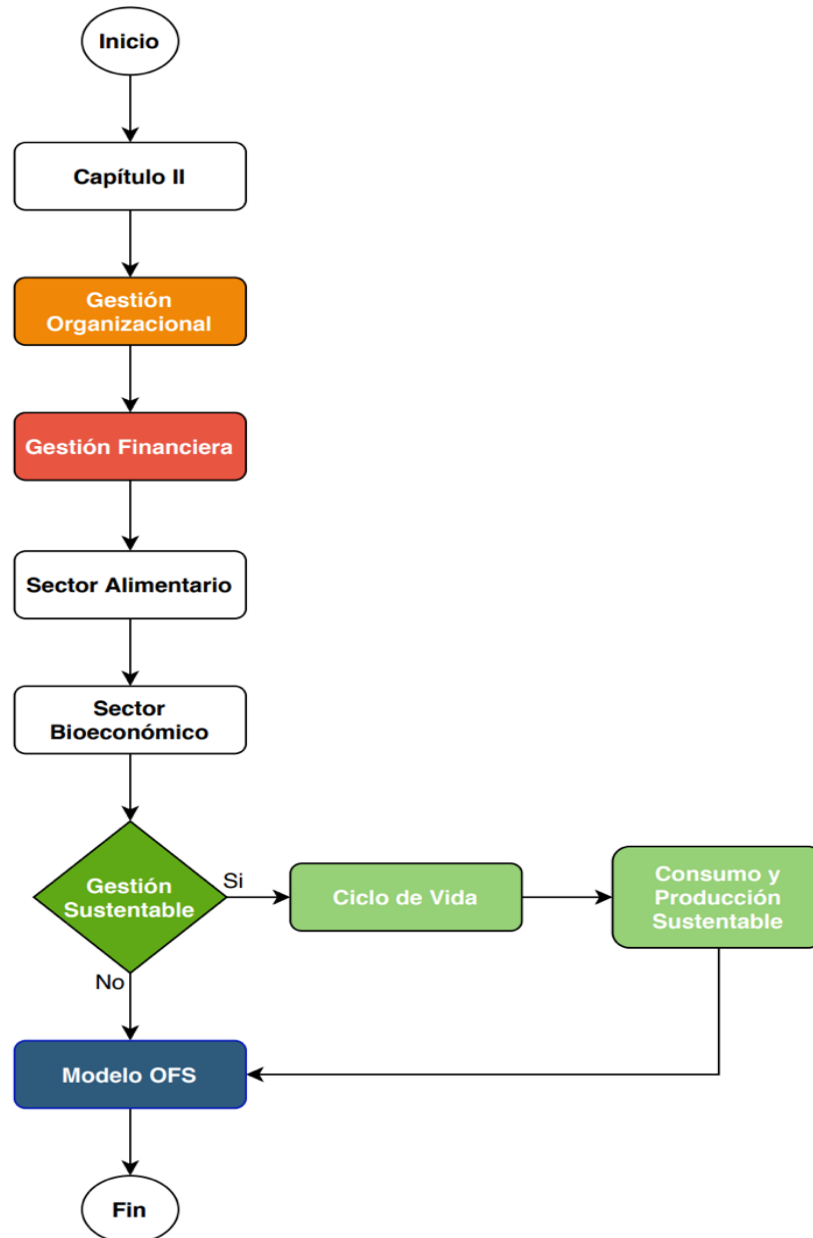 Inicio
Capítulo II
Gestión
Organizacional
Gestión Financiera
Sector Alimentario
Sector
Bioeconómico
Gestión
Sustentable
Si
Ciclo de Vida
Consumo y
Producción
Sustentable
No
Modelo OFS
Fin